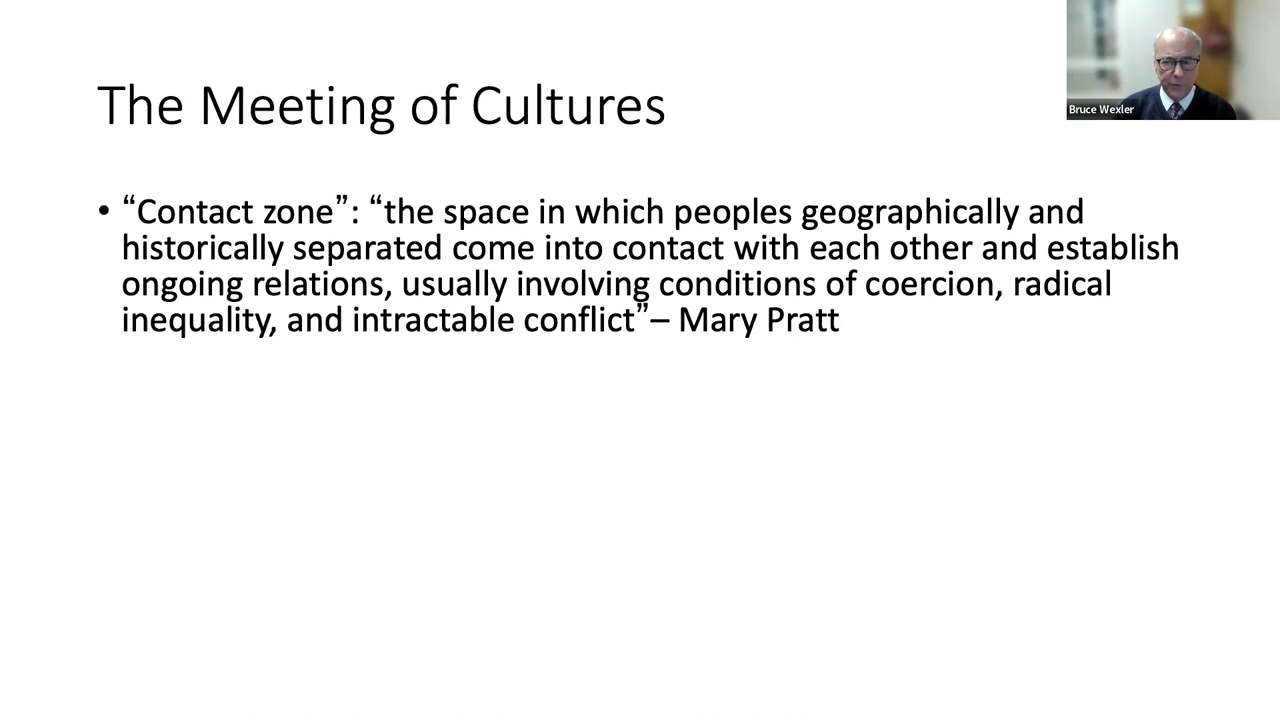 The Meeting of Cultures
Bruce Wexler
• “Contact zone”: “the space in which peoples geographically and
historically separated come into contact with each other and establish
ongoing relations, usually involving conditions of coercion, radical
inequality, and intractable conflict”– Mary Pratt